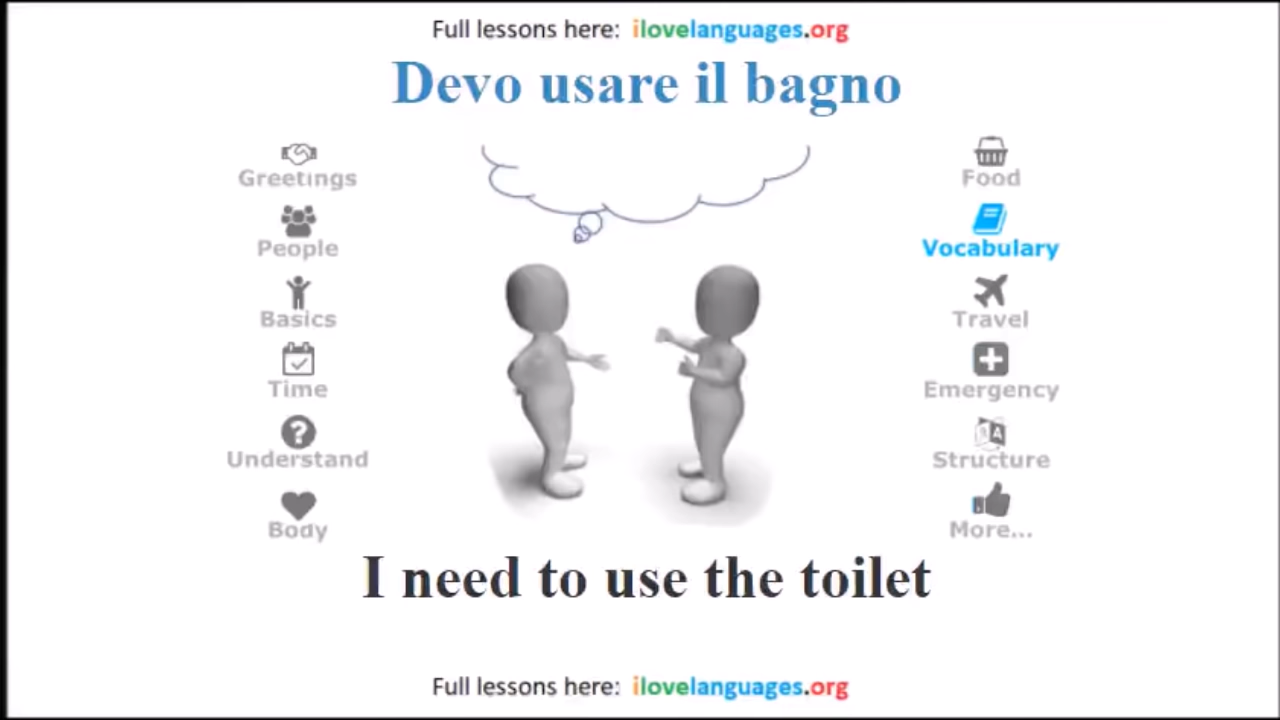 Full lessons here: ilovelanguages.org
Devo usare il bagno
Greetings
People
Basics
Time
Understand
Body
Food
Vocabulary
Travel
Emergency
Structure
More...
I need to use the toilet
Full lessons here: ilovelanguages.org